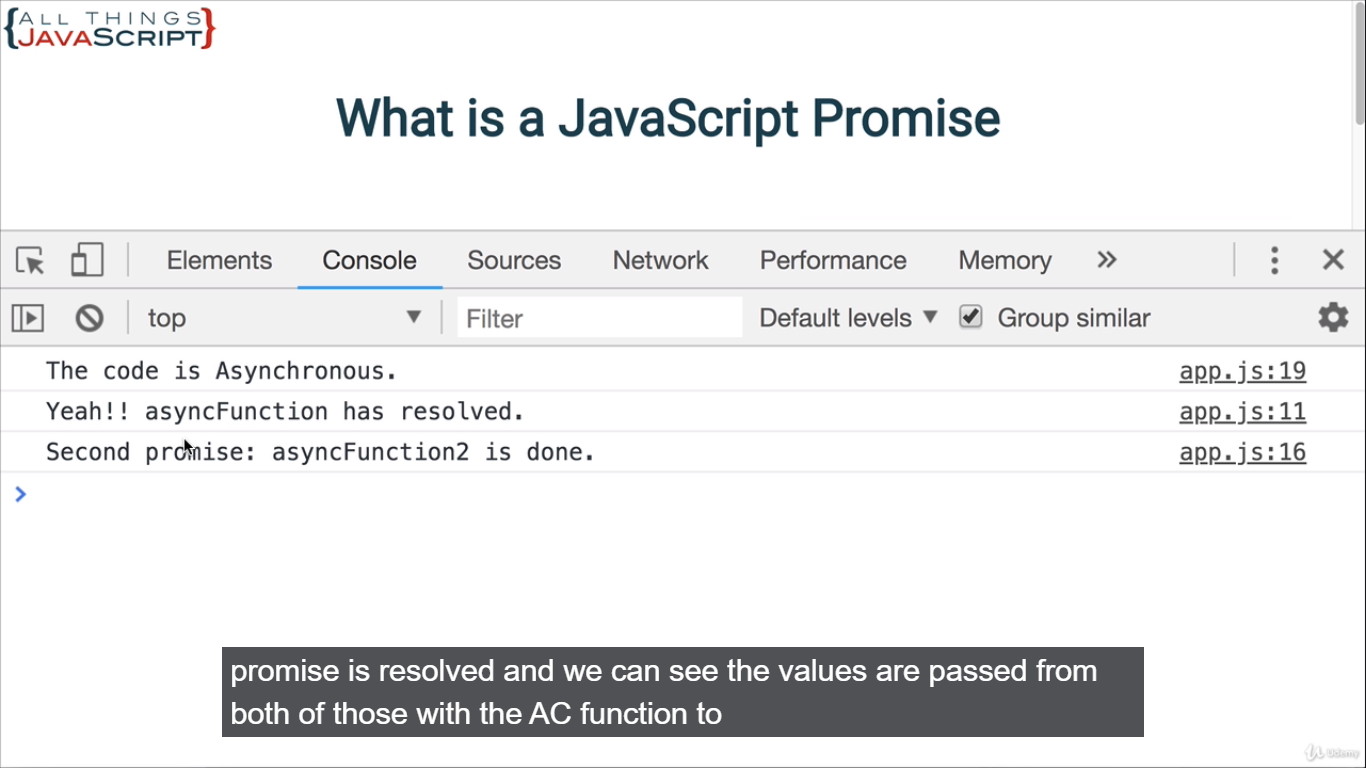 {ALL THINGS
JAVASCRIPT}
What is a JavaScript Promise
Elements Console Sources Network Performance Memory »
top Filter Default levels Group similar
The code is Asynchronous. app.js:19
Yeah!! asyncFunction has resolved. app.js:11
Second promise: asyncFunction2 is done. app.js:16
>
promise is resolved and we can see the values are passed from
both of those with the AC function to
Udemy